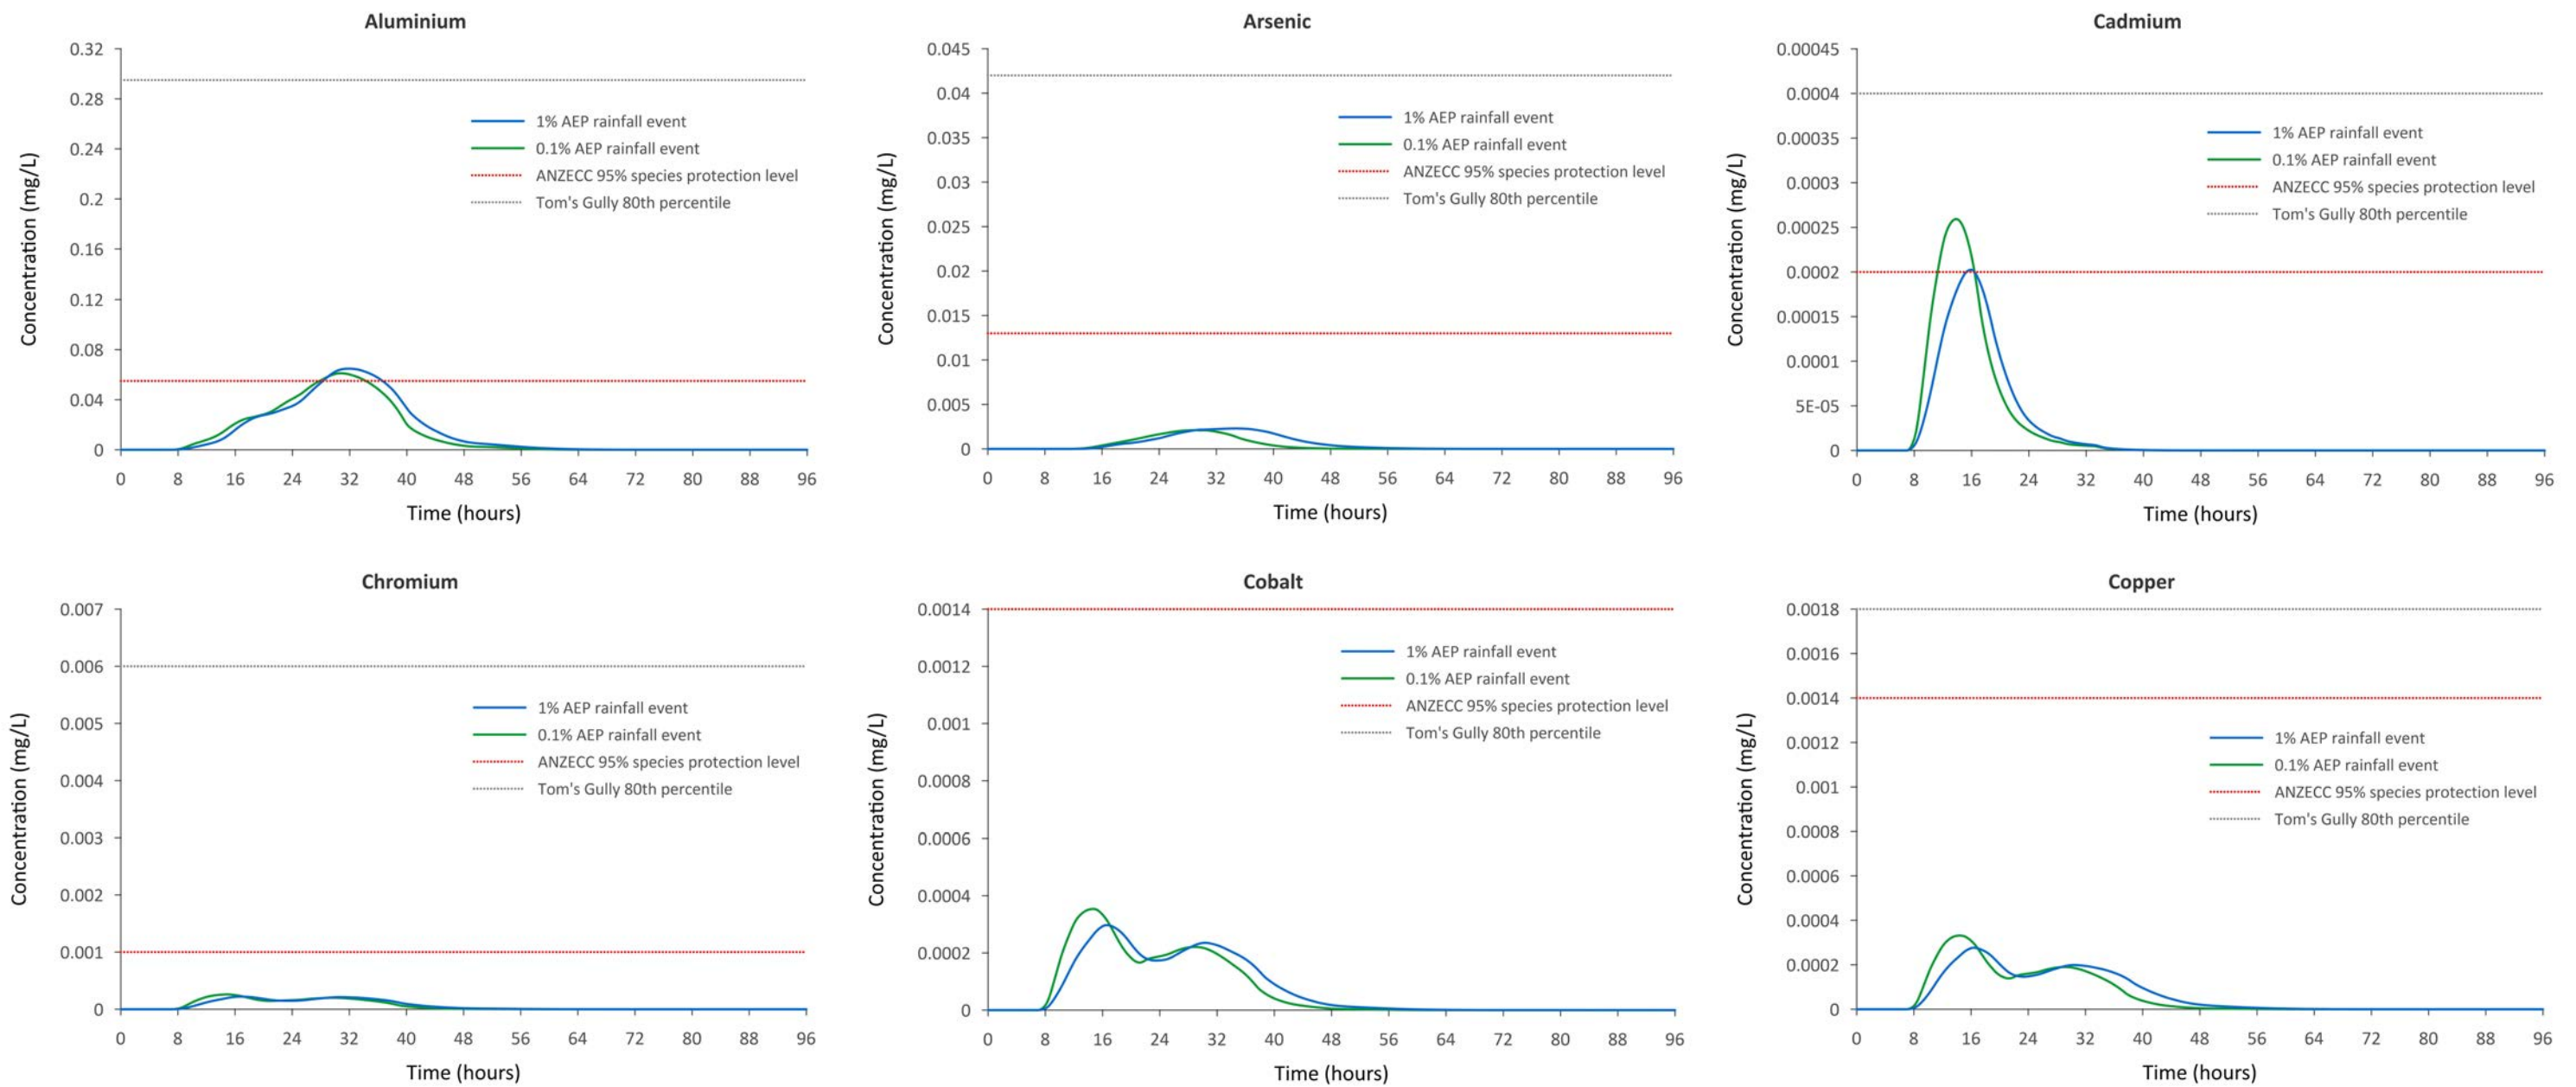 Aluminium
0.32
0.28
0.24
0.2
0.16
0.12
0.08
0.04
0
Concentration (mg/L)
1% AEP rainfall event
0.1% AEP rainfall event
ANZECC 95% species protection level
Tom's Gully 80th percentile
0 8 16 24 32 40 48 56 64 72 80 88 96
Time (hours)
Arsenic
0.045
0.04
0.035
0.03
0.025
0.02
0.015
0.01
0.005
0
Concentration (mg/L)
1% AEP rainfall event
0.1% AEP rainfall event
ANZECC 95% species protection level
Tom's Gully 80th percentile
0 8 16 24 32 40 48 56 64 72 80 88 96
Time (hours)
Cadmium
0.00045
0.0004
0.00035
0.0003
0.00025
0.0002
0.00015
0.0001
5E-05
0
Concentration (mg/L)
1% AEP rainfall event
0.1% AEP rainfall event
ANZECC 95% species protection level
Tom's Gully 80th percentile
0 8 16 24 32 40 48 56 64 72 80 88 96
Time (hours)
Chromium
0.007
0.006
0.005
0.004
0.003
0.002
0.001
0
Concentration (mg/L)
1% AEP rainfall event
0.1% AEP rainfall event
ANZECC 95% species protection level
Tom's Gully 80th percentile
0 8 16 24 32 40 48 56 64 72 80 88 96
Time (hours)
Cobalt
0.0014
0.0012
0.001
0.0008
0.0006
0.0004
0.0002
0
Concentration (mg/L)
1% AEP rainfall event
0.1% AEP rainfall event
ANZECC 95% species protection level
Tom's Gully 80th percentile
0 8 16 24 32 40 48 56 64 72 80 88 96
Time (hours)
Copper
0.0018
0.0016
0.0014
0.0012
0.001
0.0008
0.0006
0.0004
0.0002
0
Concentration (mg/L)
1% AEP rainfall event
0.1% AEP rainfall event
ANZECC 95% species protection level
Tom's Gully 80th percentile
0 8 16 24 32 40 48 56 64 72 80 88 96
Time (hours)